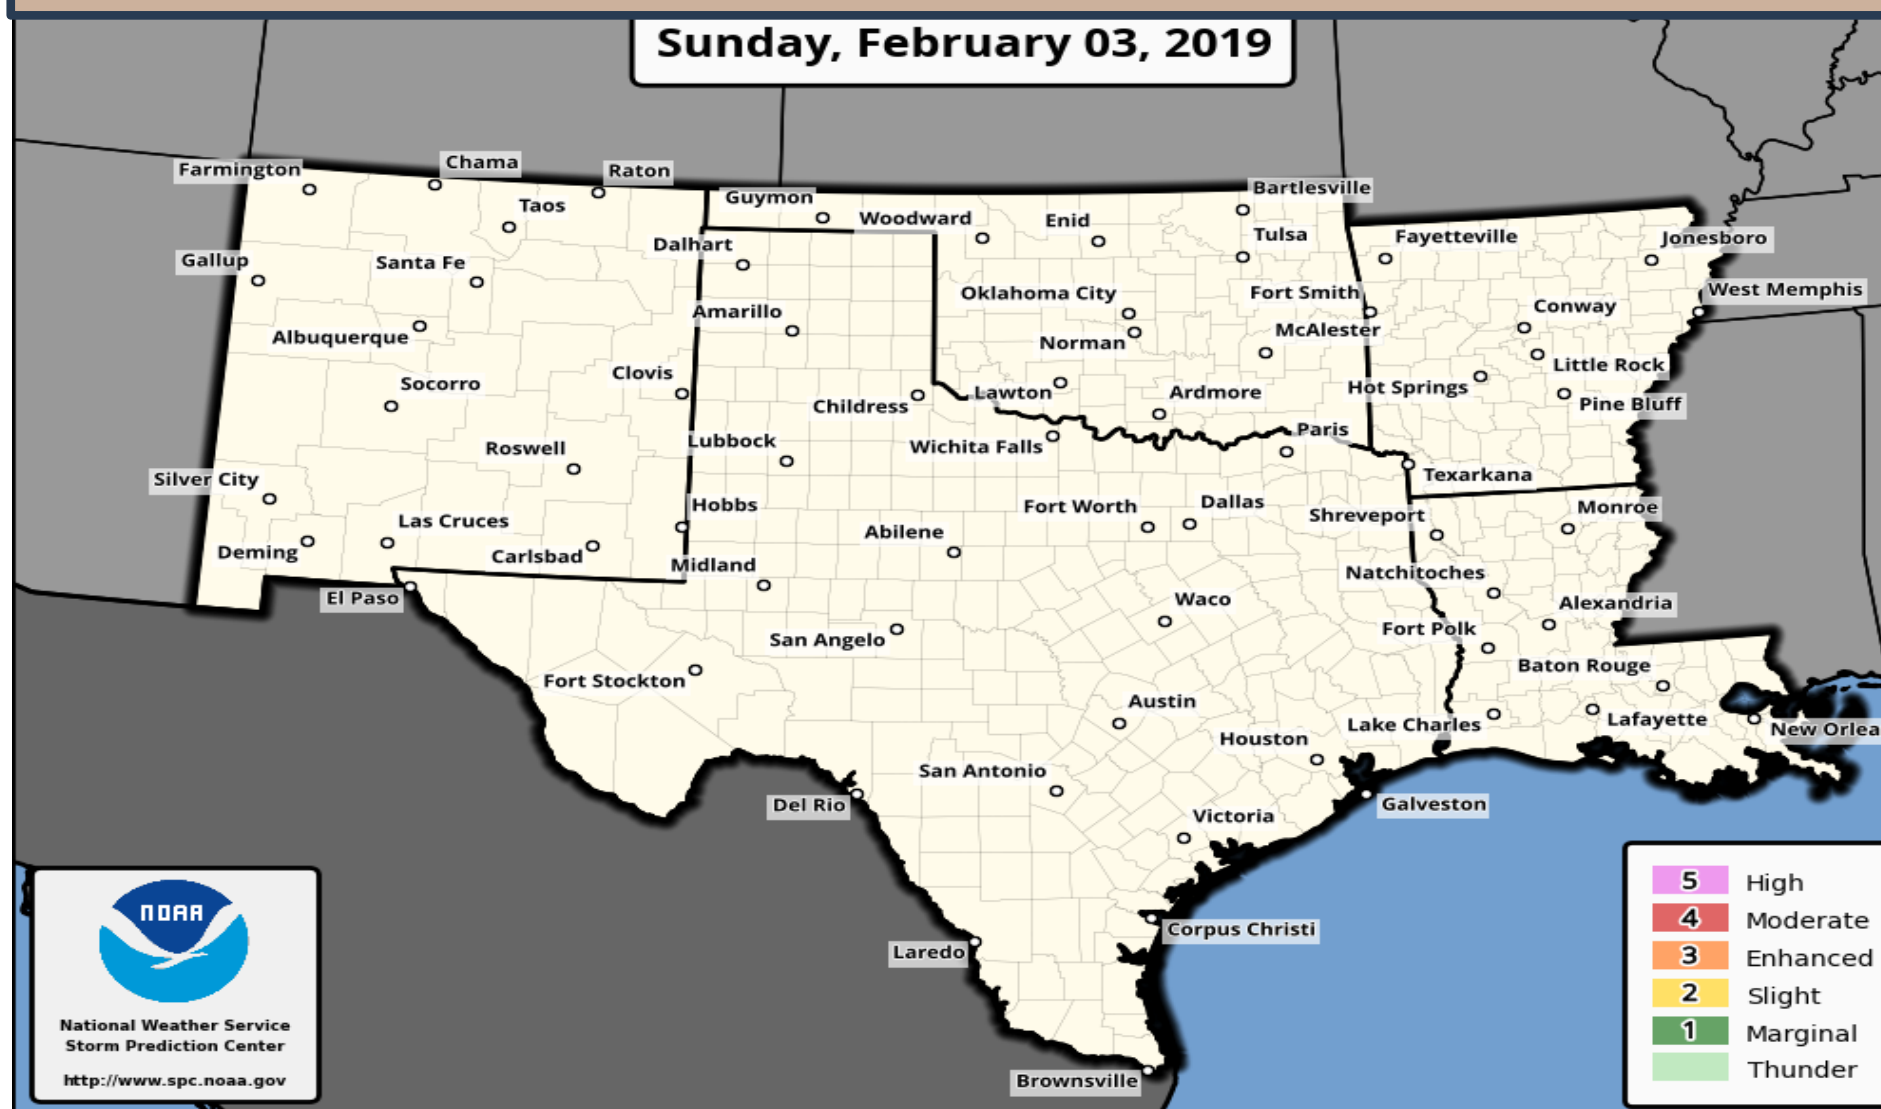 Sunday, February 03, 2019
Farmington
Chama
Raton
Taos
Guymon
Woodward
Enid
Bartlesville
Tulsa
Fayetteville
Jonesboro
Gallup
Santa Fe
Dalhart
Oklahoma City
Fort Smith
West Memphis
Albuquerque
Amarillo
Norman
McAlester
Conway
Little Rock
Socorro
Clovis
Childress
Lawton
Ardmore
Hot Springs
Pine Bluff
Roswell
Lubbock
Wichita Falls
Paris
Texarkana
Silver City
Hobbs
Fort Worth
Dallas
Shreveport
Monroe
Las Cruces
Deming
Carlsbad
Midland
Abilene
Natchitoches
El Paso
Waco
Alexandria
San Angelo
Fort Polk
Fort Stockton
Baton Rouge
Austin
Lake Charles
Lafayette
New Orlea
Houston
San Antonio
Del Rio
Galveston
Victoria
Corpus Christi
Laredo
Brownsville
NOAA
National Weather Service
Storm Prediction Center
http://www.spc.noaa.gov
5 High
4 Moderate
3 Enhanced
2 Slight
1 Marginal
Thunder